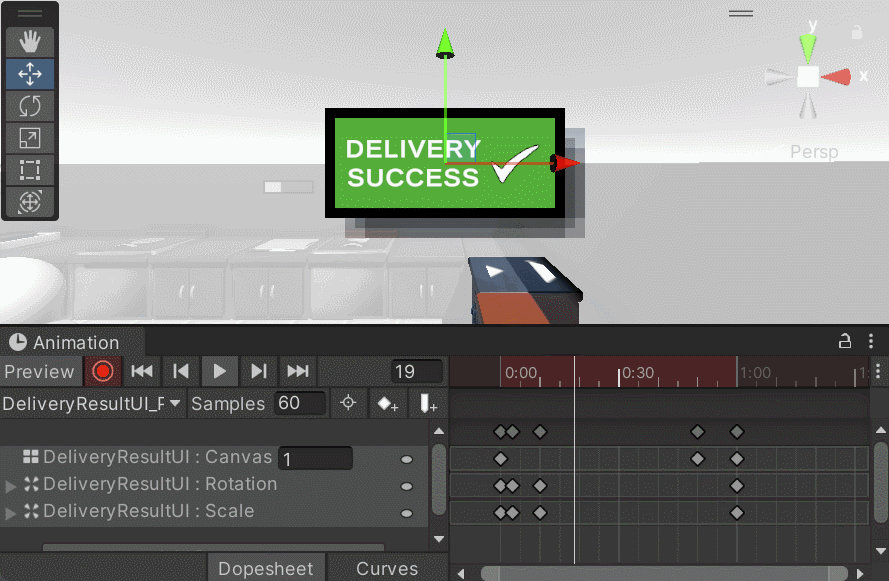 y
x
Persp
DELIVERY
SUCCESS
Animation
Preview
19
0:00
0:30
1:00
DeliveryResultUI_
Samples
60
DeliveryResultUI : Canvas
1
DeliveryResultUI : Rotation
DeliveryResultUI : Scale
Dopesheet
Curves